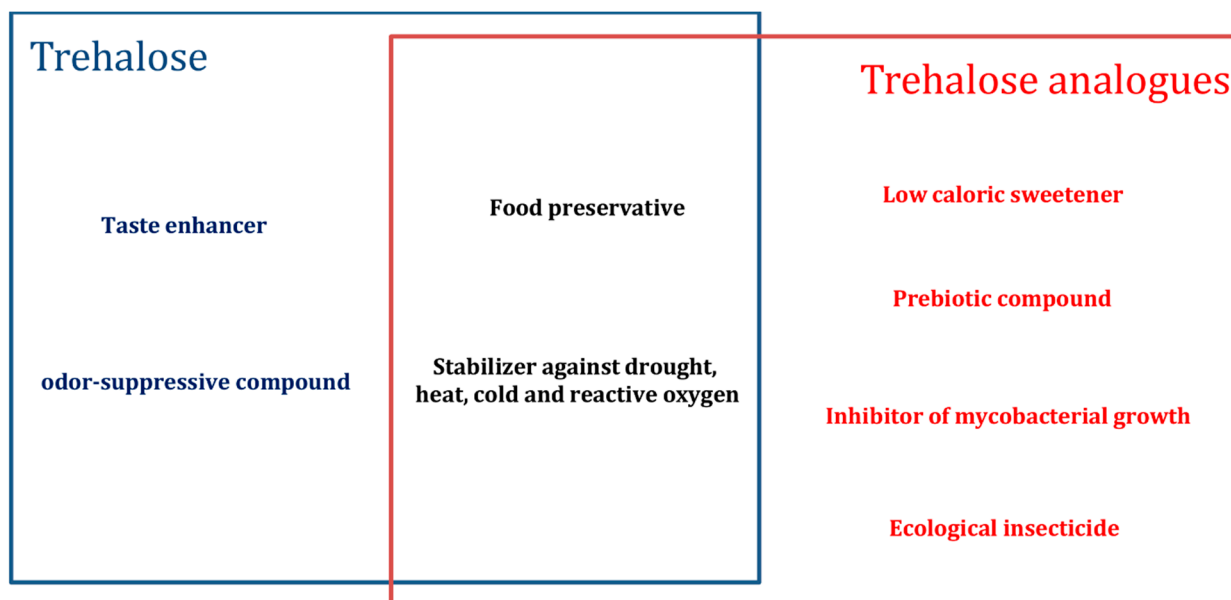 Trehalose
Taste enhancer
odor-suppressive compound
Food preservative
Stabilizer against drought,
heat, cold and reactive oxygen
Trehalose analogues
Low caloric sweetener
Prebiotic compound
Inhibitor of mycobacterial growth
Ecological insecticide